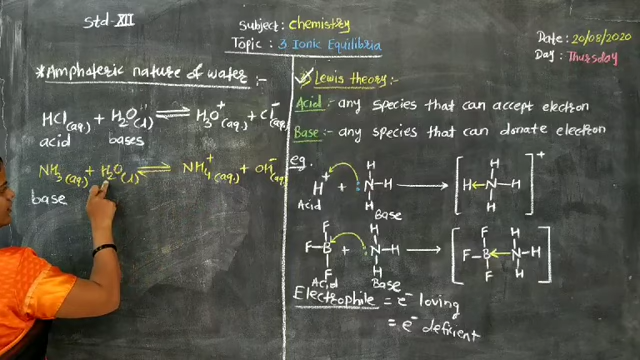 Std-XII
Subject: chemistry
Topic : 3 Ionic Equilibria
Date: 20/08/2020
Day: Thursday
*Amphoteric nature of water :-
HCl(aq.) + H₂O(l) ⇌ H₃O⁺(aq.) + Cl⁻(aq.)
acid bases
NH₃(aq.) + H₂O(l) ⇌ NH₄⁺(aq.) + OH⁻(aq.)
base
Lewis theory :-
Acid :- any species that can accept electron
Base :- any species that can donate electron
eg.
H⁺ + :N—H → [H←N—H]⁺
H H
H H
Acid Base
F—B + :N—H → [F—B←N—H]
F H F H
F H F H
Acid Base
Electrophile = e⁻ loving
= e⁻ deficient